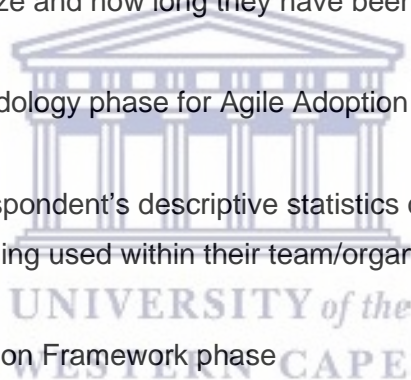 ze and how long they have been
dology phase for Agile Adoption
spondent's descriptive statistics
ing used within their team/organ
UNIVERSITY of the
on Framework phase
WESTERN CAPE